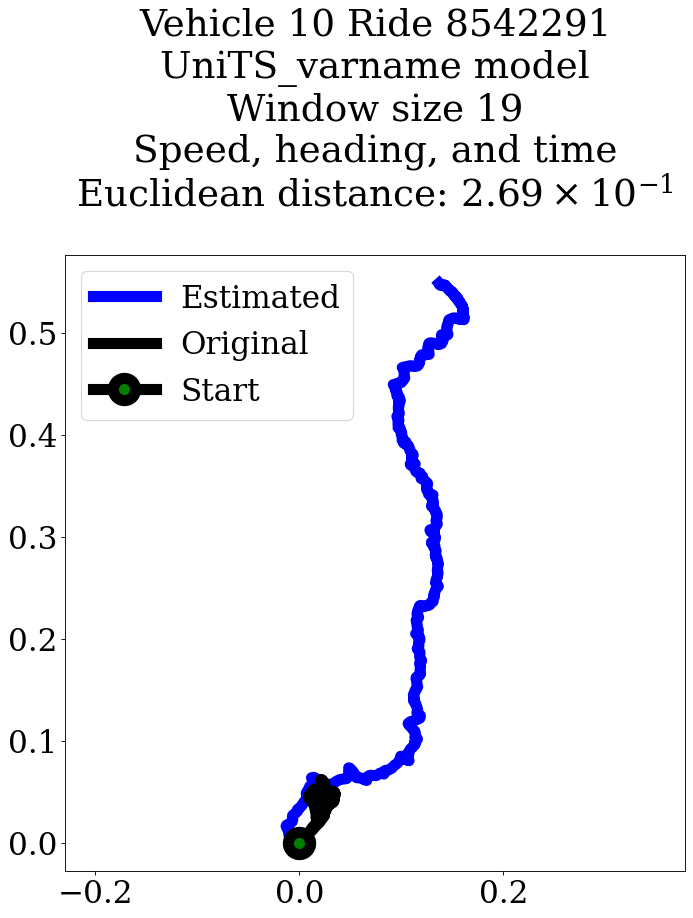 Vehicle 10 Ride 8542291
UniTS_varname model
Window size 19
Speed, heading, and time
Euclidean distance: 2.69 × 10⁻¹
Estimated
Original
Start
0.5
0.4
0.3
0.2
0.1
0.0
−0.2 0.0 0.2